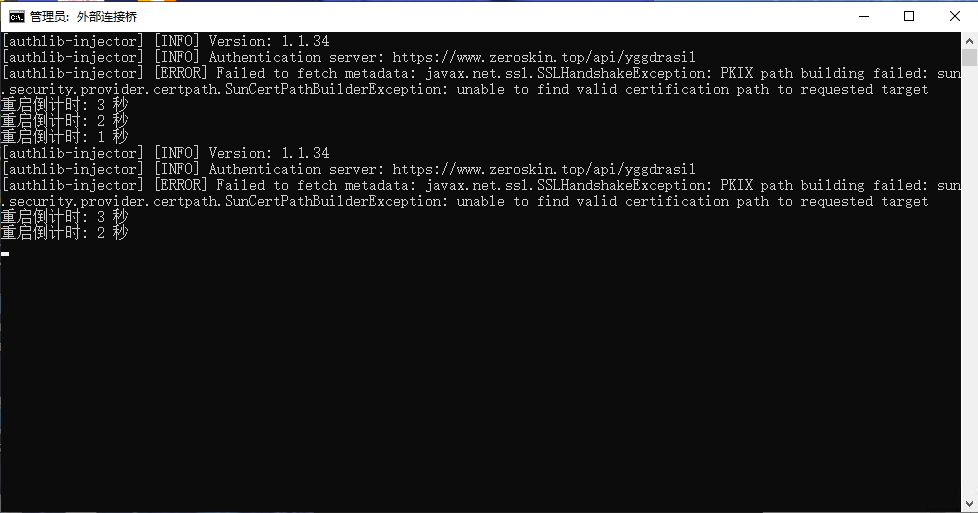 管理员: 外部连接桥
[authlib-injector] [INFO] Version: 1.1.34
[authlib-injector] [INFO] Authentication server: https://www.zeroskin.top/api/yggdrasil
[authlib-injector] [ERROR] Failed to fetch metadata: javax.net.ssl.SSLHandshakeException: PKIX path building failed: sun
.security.provider.certpath.SunCertPathBuilderException: unable to find valid certification path to requested target
重启倒计时: 3 秒
重启倒计时: 2 秒
重启倒计时: 1 秒
[authlib-injector] [INFO] Version: 1.1.34
[authlib-injector] [INFO] Authentication server: https://www.zeroskin.top/api/yggdrasil
[authlib-injector] [ERROR] Failed to fetch metadata: javax.net.ssl.SSLHandshakeException: PKIX path building failed: sun
.security.provider.certpath.SunCertPathBuilderException: unable to find valid certification path to requested target
重启倒计时: 3 秒
重启倒计时: 2 秒